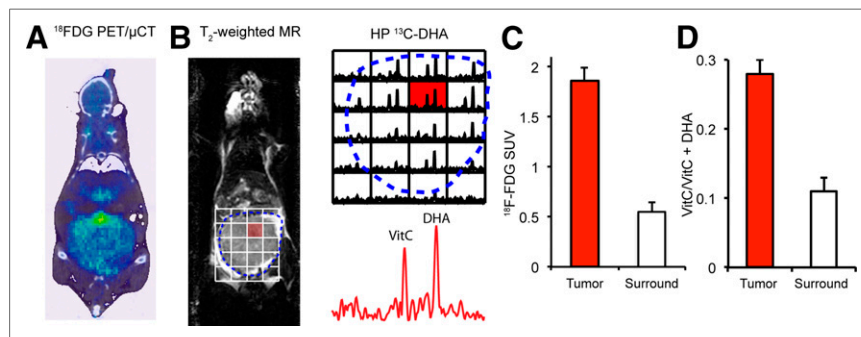 A ¹⁸FDG PET/µCT
B T₂-weighted MR
HP ¹³C-DHA
VitC
DHA
C
¹⁸F-FDG SUV
2
1.5
1
0.5
0
Tumor Surround
D
VitC/VitC + DHA
0.3
0.2
0.1
0
Tumor Surround